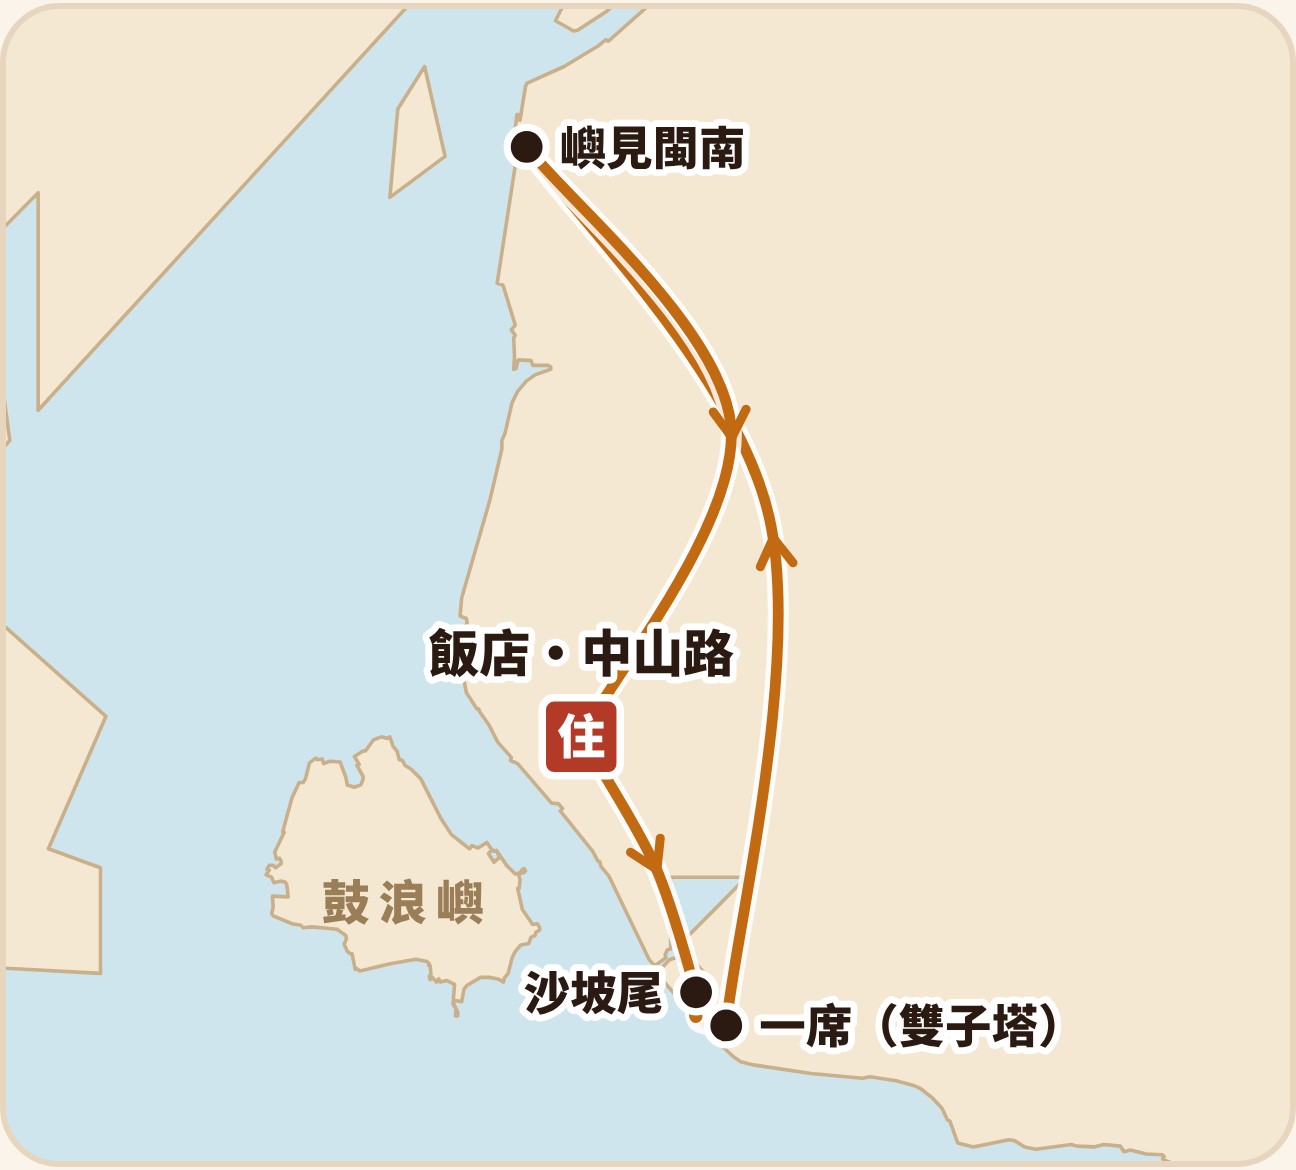 嶼見閩南
飯店・中山路
住
鼓浪嶼
沙坡尾
一席（雙子塔）